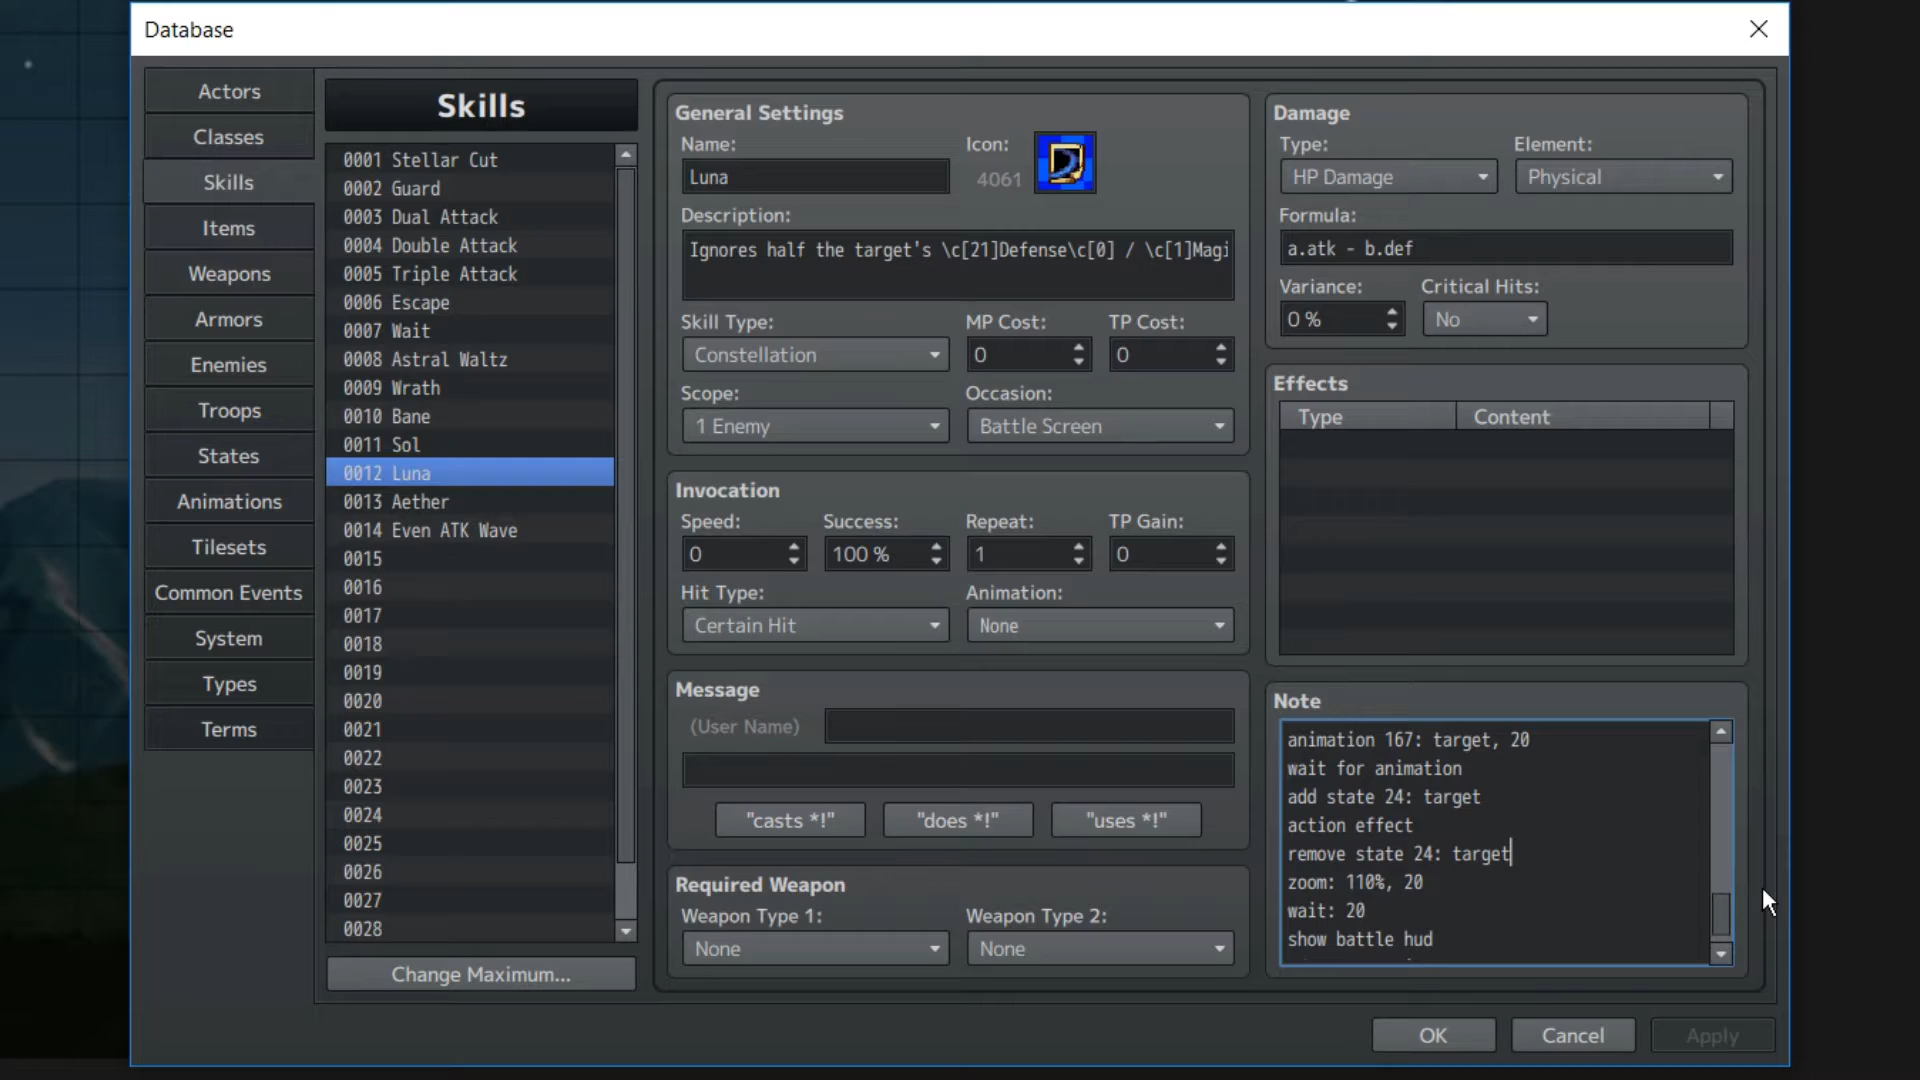 Database
Actors
Classes
Skills
Items
Weapons
Armors
Enemies
Troops
States
Animations
Tilesets
Common Events
System
Types
Terms
Skills
0001 Stellar Cut
0002 Guard
0003 Dual Attack
0004 Double Attack
0005 Triple Attack
0006 Escape
0007 Wait
0008 Astral Waltz
0009 Wrath
0010 Bane
0011 Sol
0012 Luna
0013 Aether
0014 Even ATK Wave
0015
0016
0017
0018
0019
0020
0021
0022
0023
0024
0025
0026
0027
0028
Change Maximum...
General Settings
Name:
Icon:
Luna
4061
Description:
Ignores half the target's \c[21]Defense\c[0] / \c[1]Magi
Skill Type:
MP Cost:
TP Cost:
Constellation
0
0
Scope:
Occasion:
1 Enemy
Battle Screen
Invocation
Speed:
Success:
Repeat:
TP Gain:
0
100 %
1
0
Hit Type:
Animation:
Certain Hit
None
Message
(User Name)
"casts *!"
"does *!"
"uses *!"
Required Weapon
Weapon Type 1:
Weapon Type 2:
None
None
Damage
Type:
Element:
HP Damage
Physical
Formula:
a.atk - b.def
Variance:
Critical Hits:
0 %
No
Effects
Type
Content
Note
animation 167: target, 20
wait for animation
add state 24: target
action effect
remove state 24: target
zoom: 110%, 20
wait: 20
show battle hud
OK
Cancel
Apply